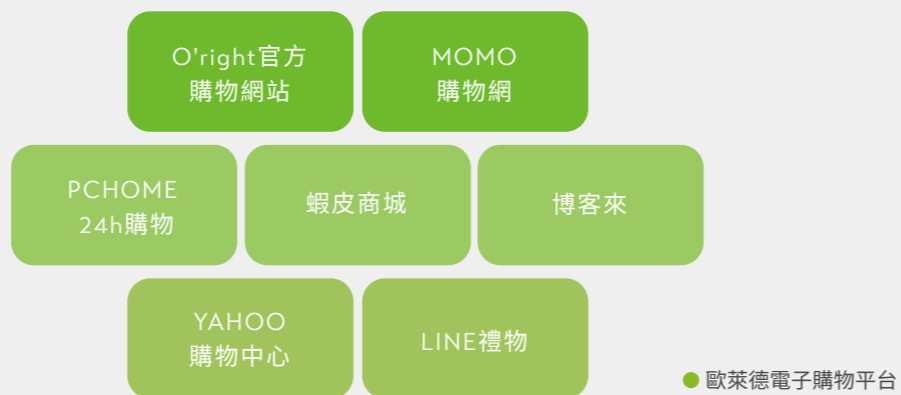 O'right官方
購物網站
MOMO
購物網
PCHOME
24h購物
蝦皮商城
博客來
YAHOO
購物中心
LINE禮物
歐萊德電子購物平台